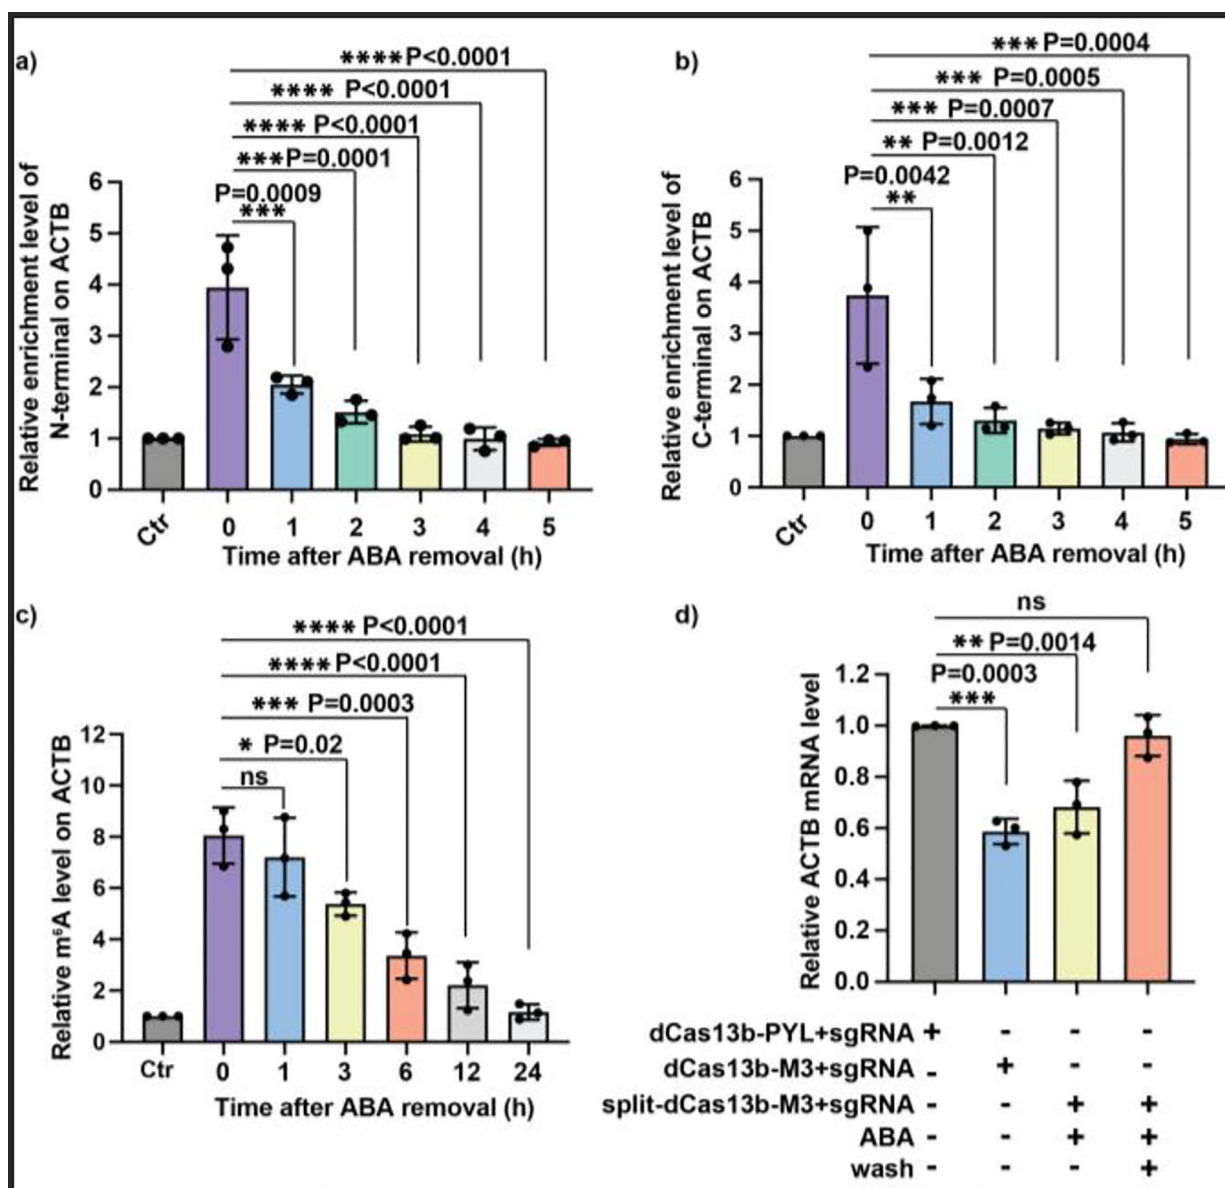 a)
****P<0.0001
**** P<0.0001
**** P<0.0001
***P=0.0001
P=0.0009
***
Relative enrichment level of
N-terminal on ACTB
6
5
4
3
2
1
0
Ctr 0 1 2 3 4 5
Time after ABA removal (h)
b)
***P=0.0004
*** P=0.0005
*** P=0.0007
** P=0.0012
P=0.0042
**
Relative enrichment level of
C-terminal on ACTB
6
5
4
3
2
1
0
Ctr 0 1 2 3 4 5
Time after ABA removal (h)
c)
**** P<0.0001
****P<0.0001
*** P=0.0003
* P=0.02
ns
Relative m⁶A level on ACTB
12
10
8
6
4
2
0
Ctr 0 1 3 6 12 24
Time after ABA removal (h)
d)
ns
** P=0.0014
P=0.0003
***
Relative ACTB mRNA level
1.2
1.0
0.8
0.6
0.4
0.2
0.0
dCas13b-PYL+sgRNA + - - -
dCas13b-M3+sgRNA - + - -
split-dCas13b-M3+sgRNA - - + +
ABA - - + +
wash - - - +